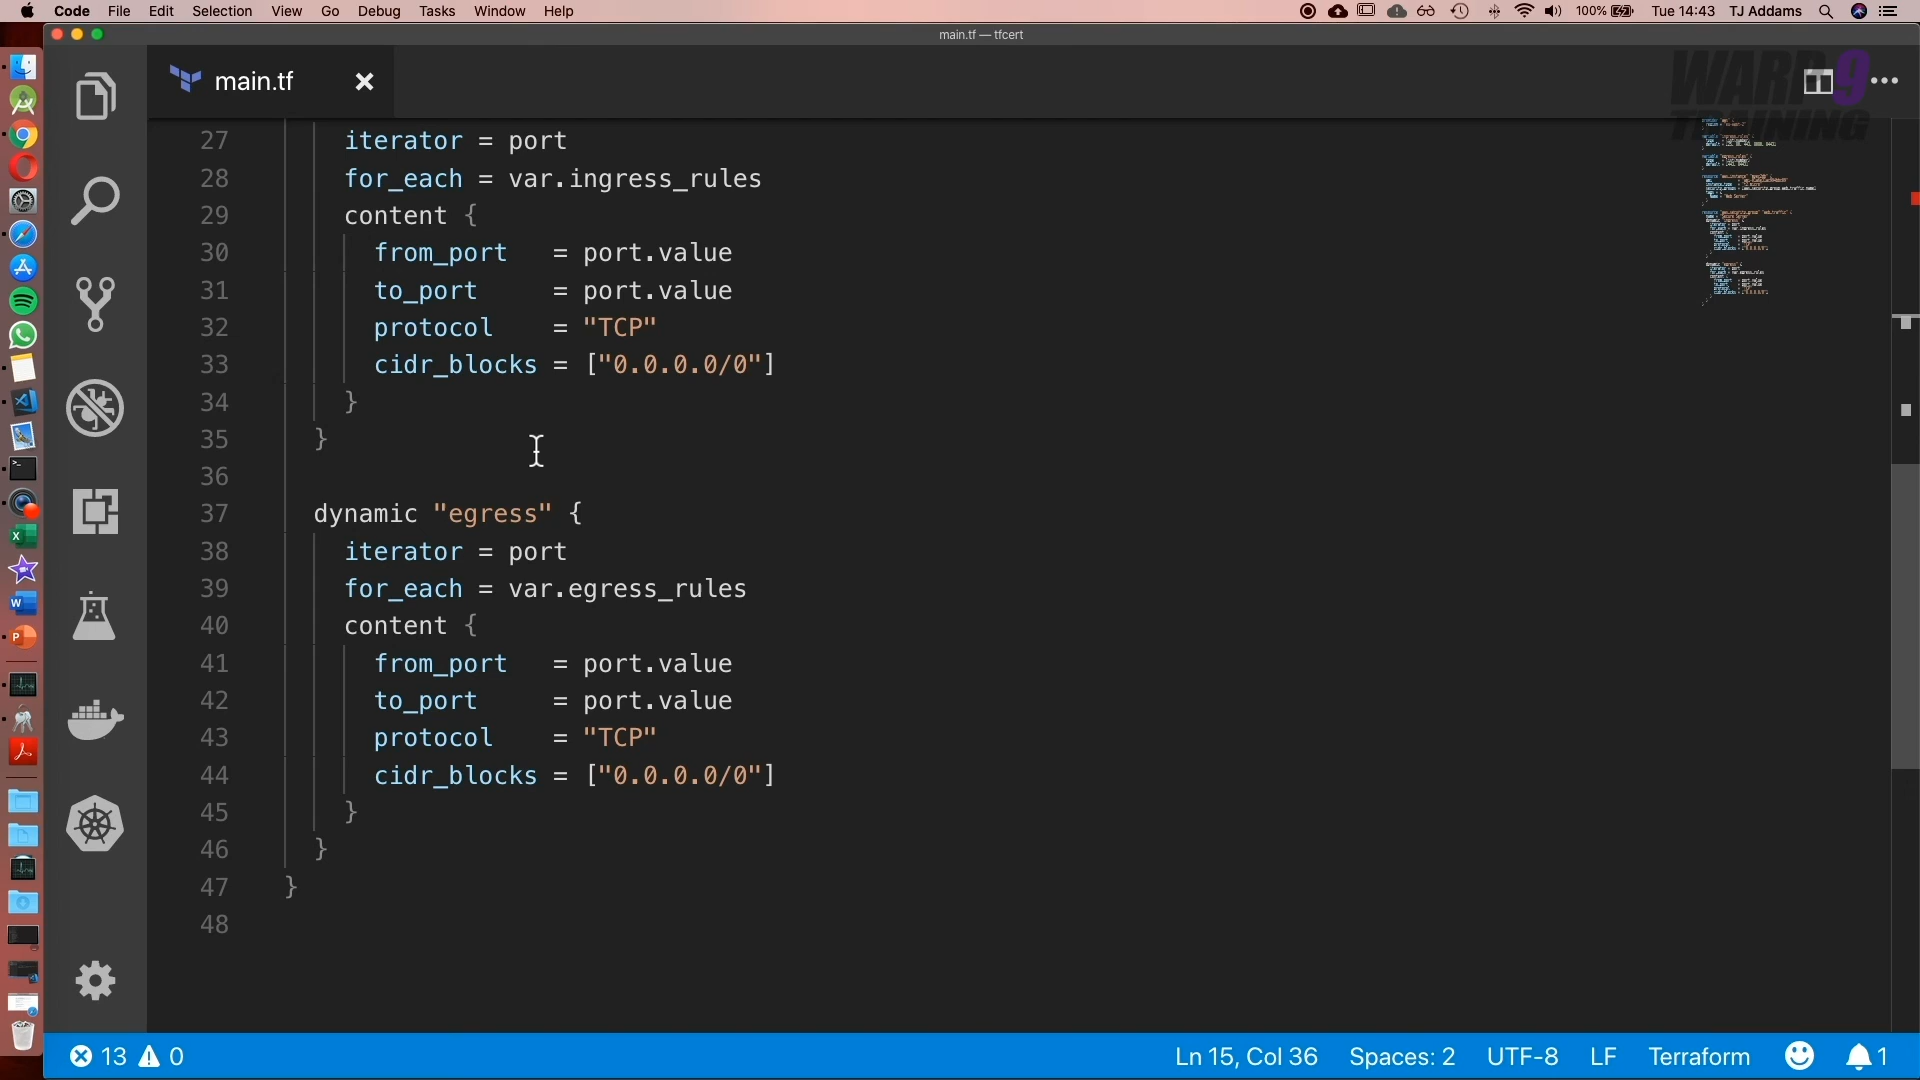 Code File Edit Selection View Go Debug Tasks Window Help 100% Tue 14:43 TJ Addams
main.tf — tfcert
main.tf
WARP 9
TRAINING
27 iterator = port
28 for_each = var.ingress_rules
29 content {
30 from_port = port.value
31 to_port = port.value
32 protocol = "TCP"
33 cidr_blocks = ["0.0.0.0/0"]
34 }
35 }
36
37 dynamic "egress" {
38 iterator = port
39 for_each = var.egress_rules
40 content {
41 from_port = port.value
42 to_port = port.value
43 protocol = "TCP"
44 cidr_blocks = ["0.0.0.0/0"]
45 }
46 }
47 }
48
13 0 Ln 15, Col 36 Spaces: 2 UTF-8 LF Terraform 1